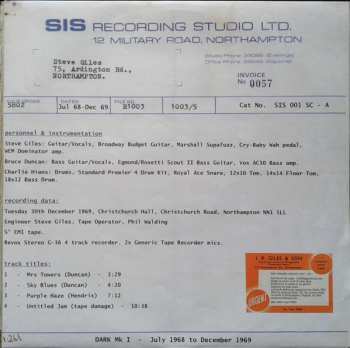 SIS RECORDING STUDIO LTD.
12 MILITARY ROAD, NORTHAMPTON
Steve Giles
75, Ardington Rd.,
NORTHAMPTON.
INVOICE
No 0057
5802
DATED
Jul 68-Dec 69
FILE NO
B1003
1003/S
Cat No. SIS 001 SC - A
personnel & instrumentation
Steve Giles: Guitar/Vocals, Broadway Budget Guitar, Marshall Supafuzz, Cry-Baby Wah pedal,
WEM Dominator amp.
Bruce Duncan: Bass Guitar/Vocals, Egmond/Rosetti Scout II Bass Guitar, Vox AC10 Bass amp.
Charlie Hians: Drums, Standard Premier 4 Drum Kit, Royal Ace Snare, 12x10 Tom, 14x14 Floor Tom,
18x12 Bass Drum.
recording data:
Tuesday 30th December 1969, Christchurch Hall, Christchurch Road, Northampton NN1 5LL
Engineer Steve Giles. Tape Operator, Phil Walding
5" EMI tape.
Revox Stereo G-36 4 track recorder, 2x Generic Tape Recorder mics.
track titles:
1 - Mrs Towers (Duncan) - 3:29
2 - Sky Blues (Duncan) - 4:20
3 - Purple Haze (Hendrix) - 7:12
4 - Untitled Jam (tape damage) - 10:18
URGENT
DARK Mk I - July 1968 to December 1969